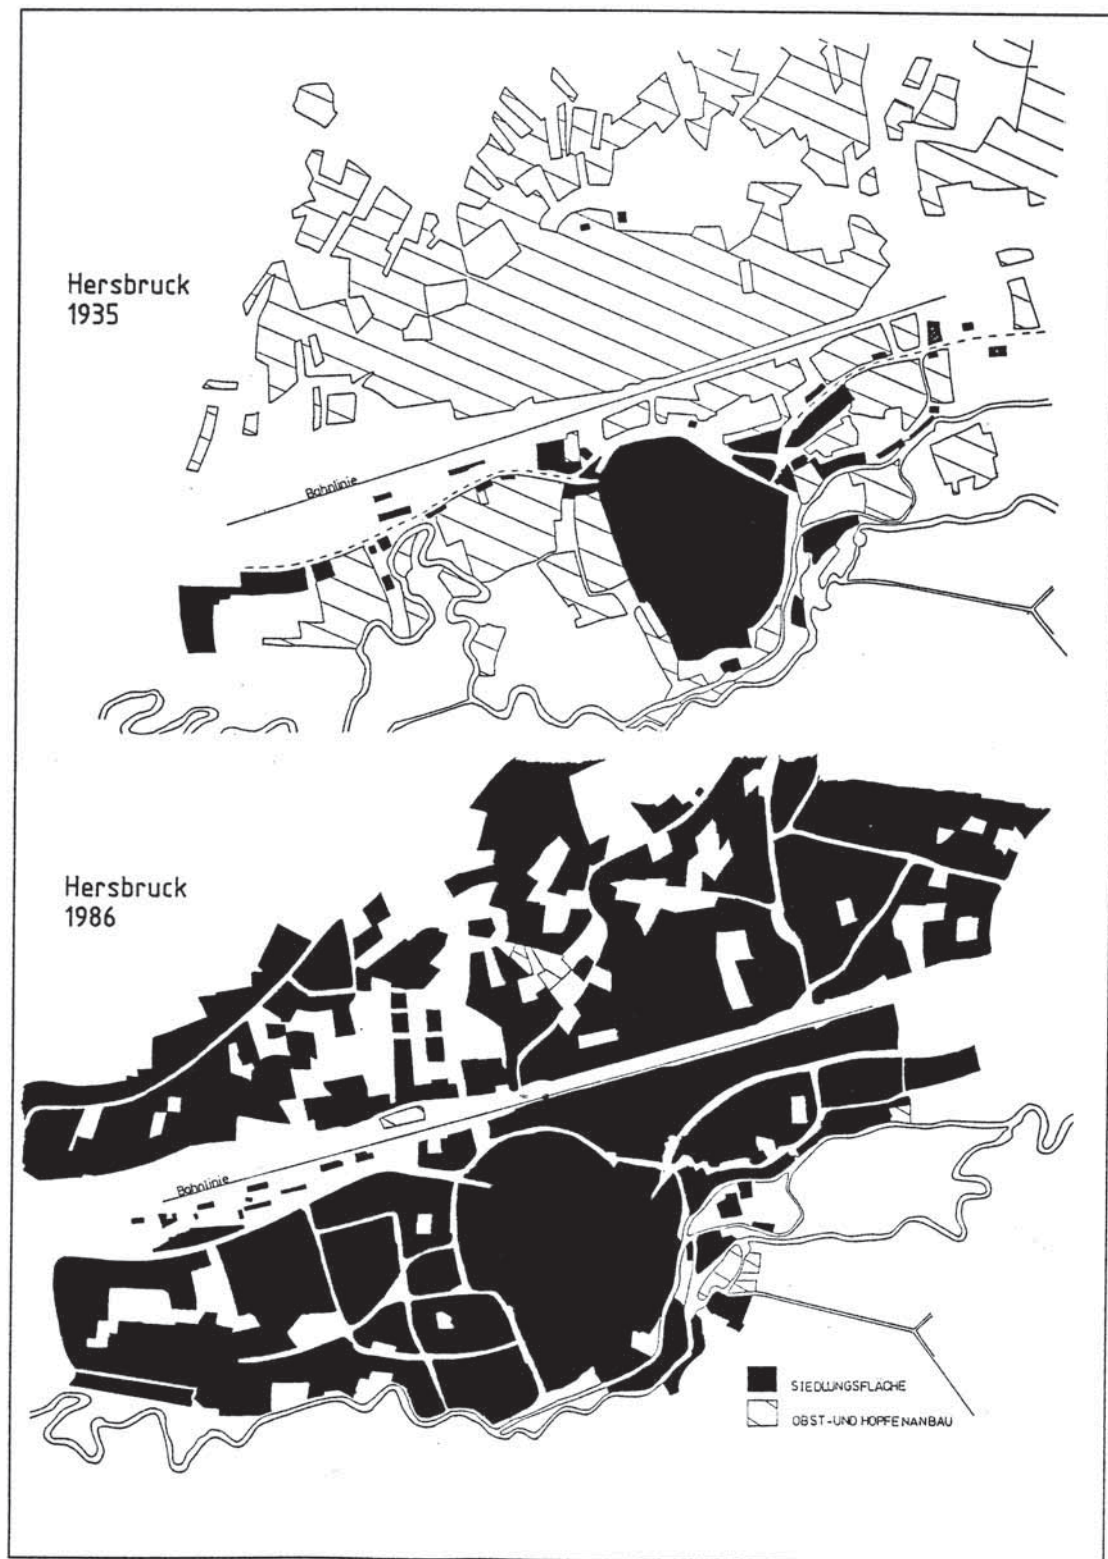 Hersbruck
1935
Bahnlinie
Hersbruck
1986
Bahnlinie
SIEDLUNGSFLÄCHE
OBST-UND HOPFENANBAU